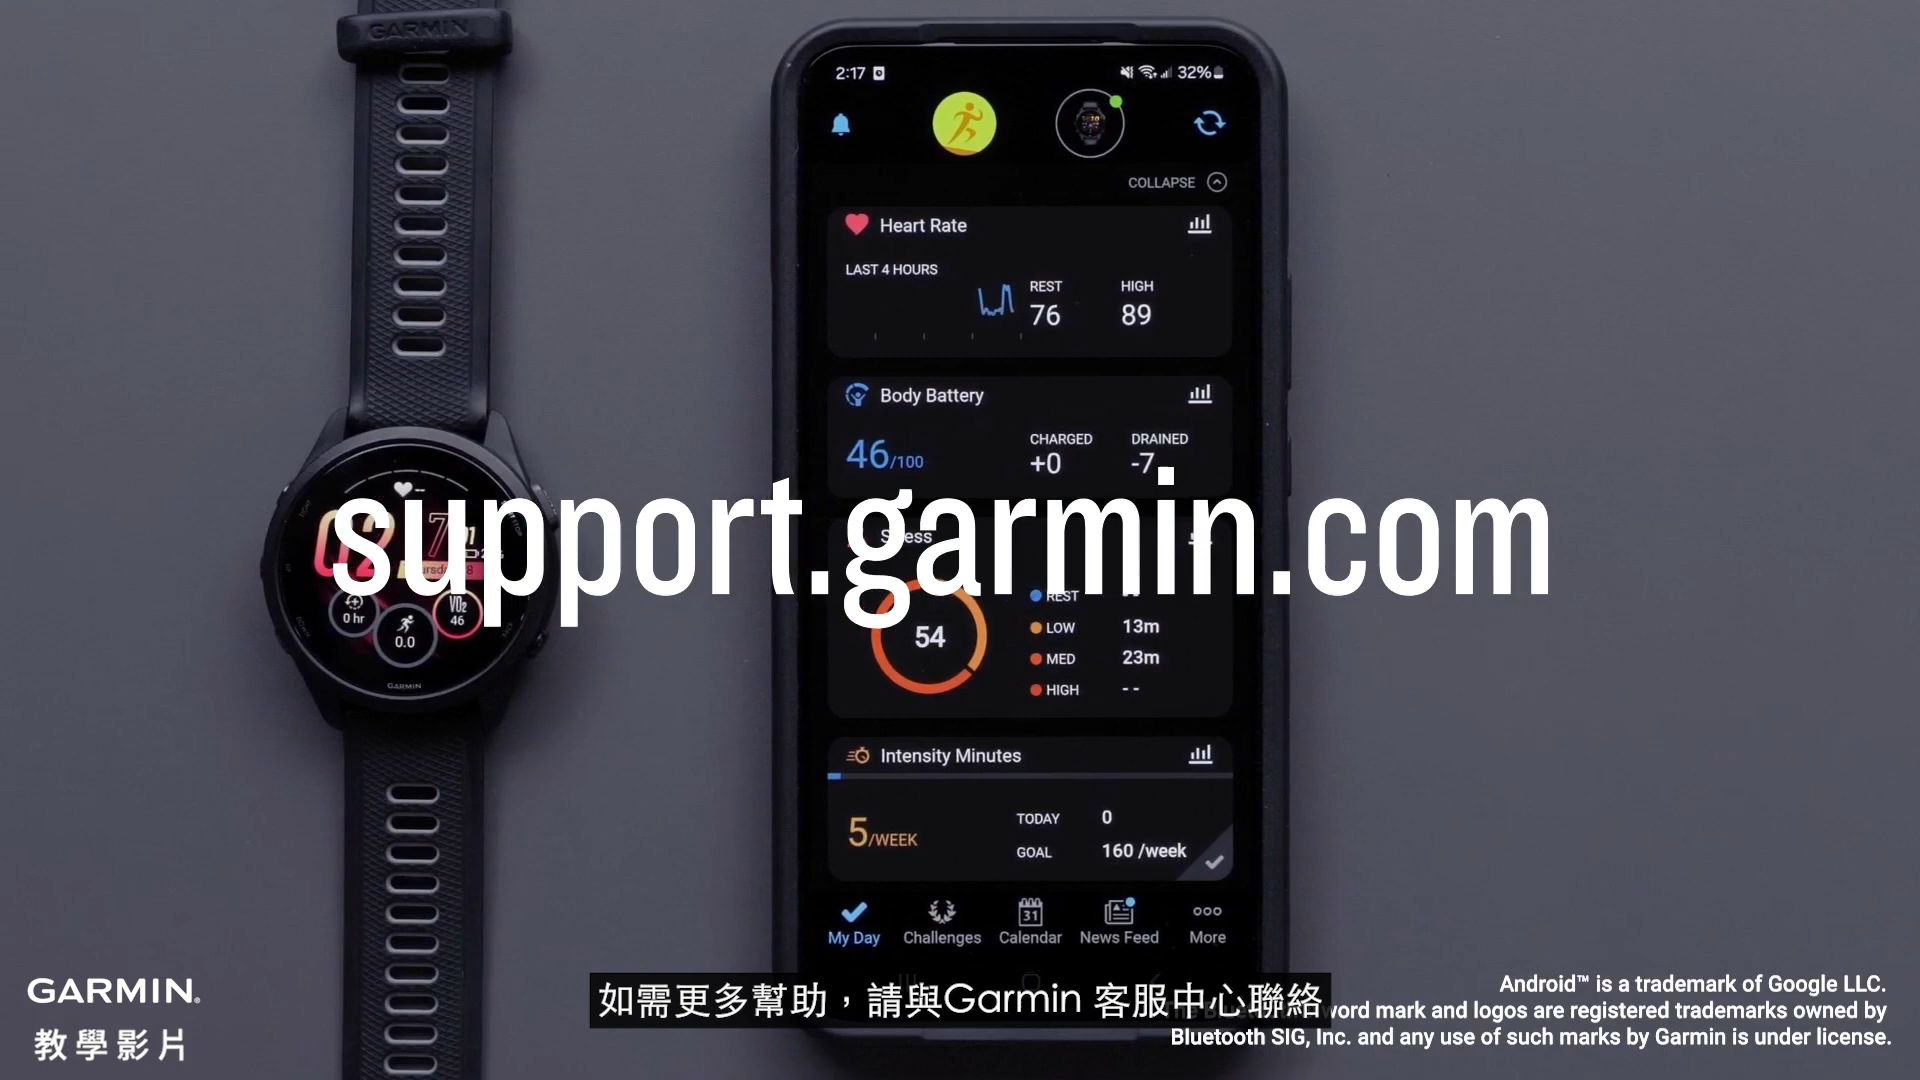 GARMIN
2:17
32%
COLLAPSE
Heart Rate
LAST 4 HOURS
REST
HIGH
76
89
Body Battery
46/100
CHARGED
DRAINED
+0
-7
support.garmin.com
54
REST
--
LOW
13m
MED
23m
HIGH
--
0 hr
0.0
VO2
46
GARMIN
Intensity Minutes
5/WEEK
TODAY
0
GOAL
160 /week
31
My Day
Challenges
Calendar
News Feed
More
如需更多幫助，請與Garmin 客服中心聯絡
GARMIN
教學影片
Android™ is a trademark of Google LLC.
word mark and logos are registered trademarks owned by
Bluetooth SIG, Inc. and any use of such marks by Garmin is under license.